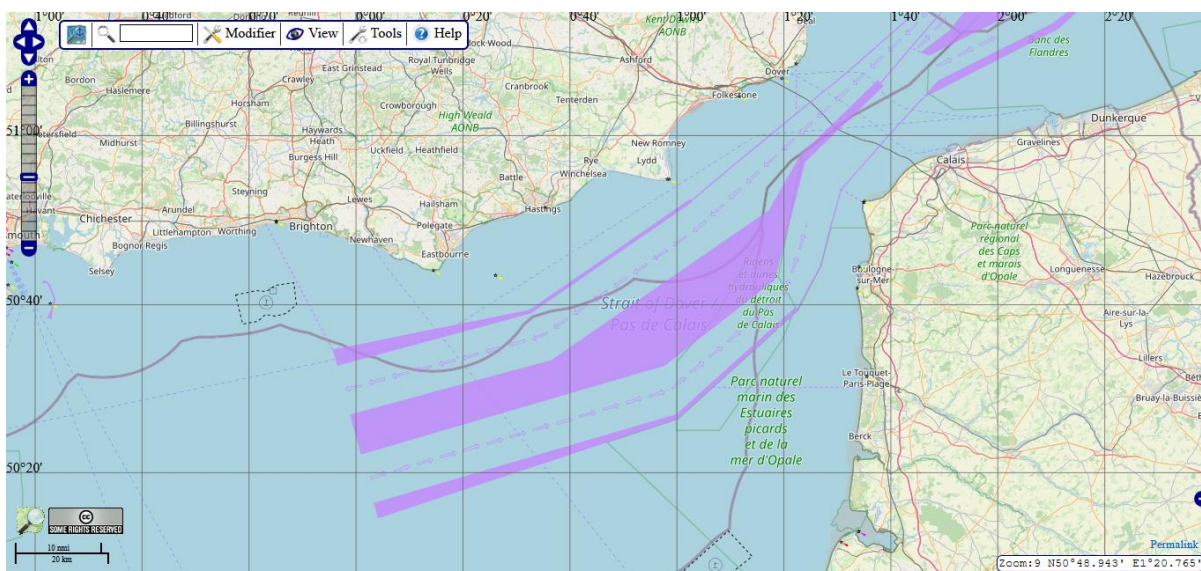 1°00'
0°40'
0°20'
0°00'
0°20'
0°40'
1°00'
1°20'
1°40'
2°00'
2°20'
Modifier
View
Tools
Help
Kent Down
AONB
Deal
Banc des
Flandres
Bordon
Haslemere
Crawley
East Grinstead
Royal Tunbridge
Wells
Cranbrook
Ashford
Dover
Folkestone
Horsham
Crowborough
Tenterden
High Weald
AONB
Dunkerque
51°00'
Billingshurst
Haywards
Heath
Midhurst
Burgess Hill
Uckfield
Heathfield
New Romney
Gravelines
Calais
Rye
Lydd
Winchelsea
Battle
Steyning
Lewes
Hailsham
Chichester
Arundel
Hastings
Littlehampton
Worthing
Brighton
Polegate
Newhaven
Eastbourne
Bognor Regis
Selsey
Parc naturel
régional
des Caps
et marais
d'Opale
Ridens
et dunes
hydrauliques
du détroit
du Pas
de Calais
Boulogne
-sur-Mer
Longuenesse
Hazebrouck
50°40'
Strait of Dover /
Pas de Calais
Aire-sur-la-
Lys
Lillers
Le Touquet-
Paris-Plage
Parc naturel
marin des
Estuaires
picards
et de la
mer d'Opale
Bruay-la-Buissière
Berck
50°20'
cc
SOME RIGHTS RESERVED
10 nmi
20 km
Permalink
Zoom:9 N50°48.943' E1°20.765'